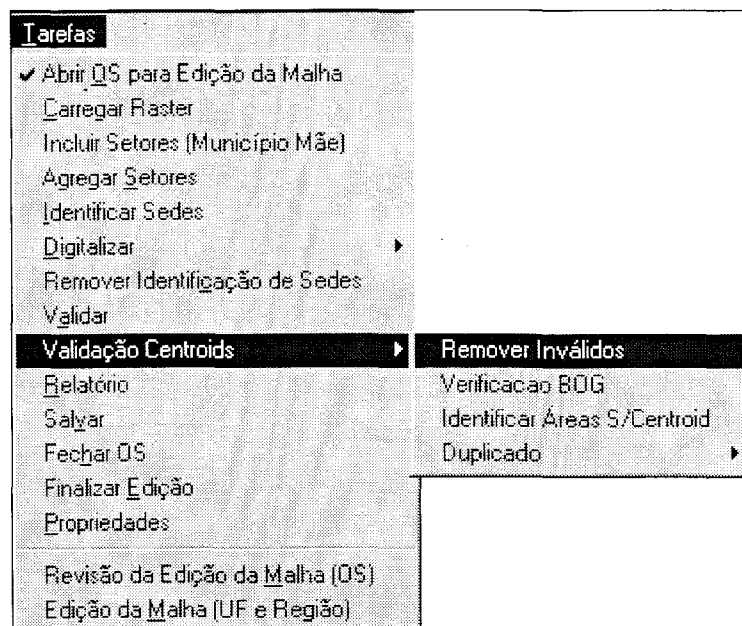 Tarefas
✔ Abrir OS para Edição da Malha
Carregar Raster
Incluir Setores (Município Mãe)
Agregar Setores
Identificar Sedes
Digitalizar
Remover Identificação de Sedes
Validar
Validação Centroids
Relatório
Salvar
Fechar OS
Finalizar Edição
Propriedades
Revisão da Edição da Malha (OS)
Edição da Malha (UF e Região)
Remover Inválidos
Verificacao BOG
Identificar Áreas S/Centroid
Duplicado